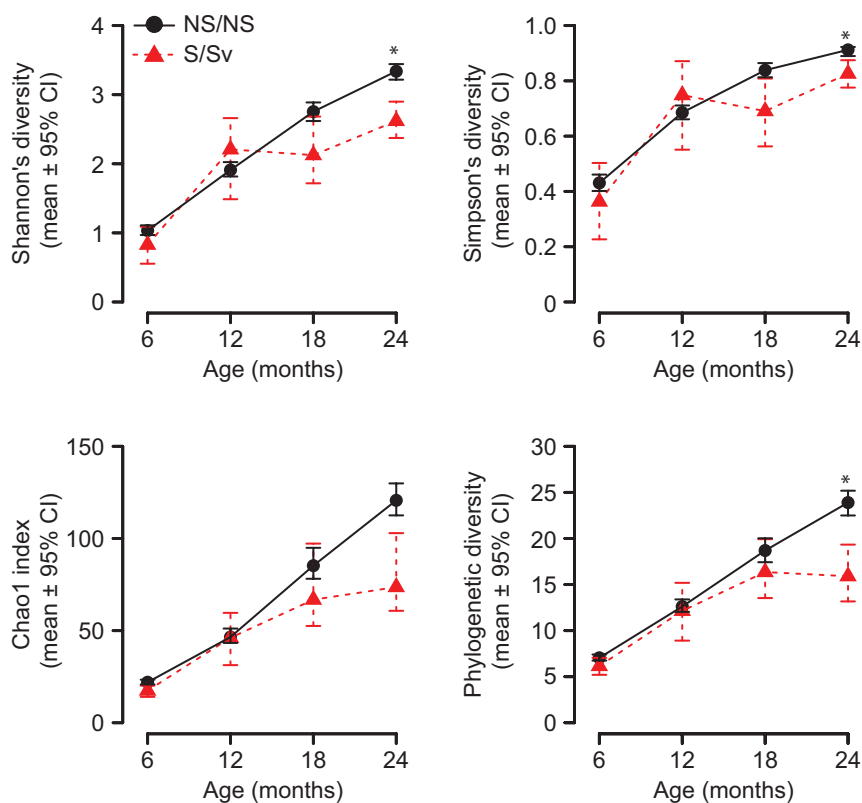 NS/NS
S/Sv
Shannon's diversity
(mean ± 95% CI)
4
3
2
1
0
*
6 12 18 24
Age (months)
Simpson's diversity
(mean ± 95% CI)
1.0
0.8
0.6
0.4
0.2
0
*
6 12 18 24
Age (months)
Chao1 index
(mean ± 95% CI)
150
100
50
0
6 12 18 24
Age (months)
Phylogenetic diversity
(mean ± 95% CI)
30
25
20
15
10
5
0
*
6 12 18 24
Age (months)